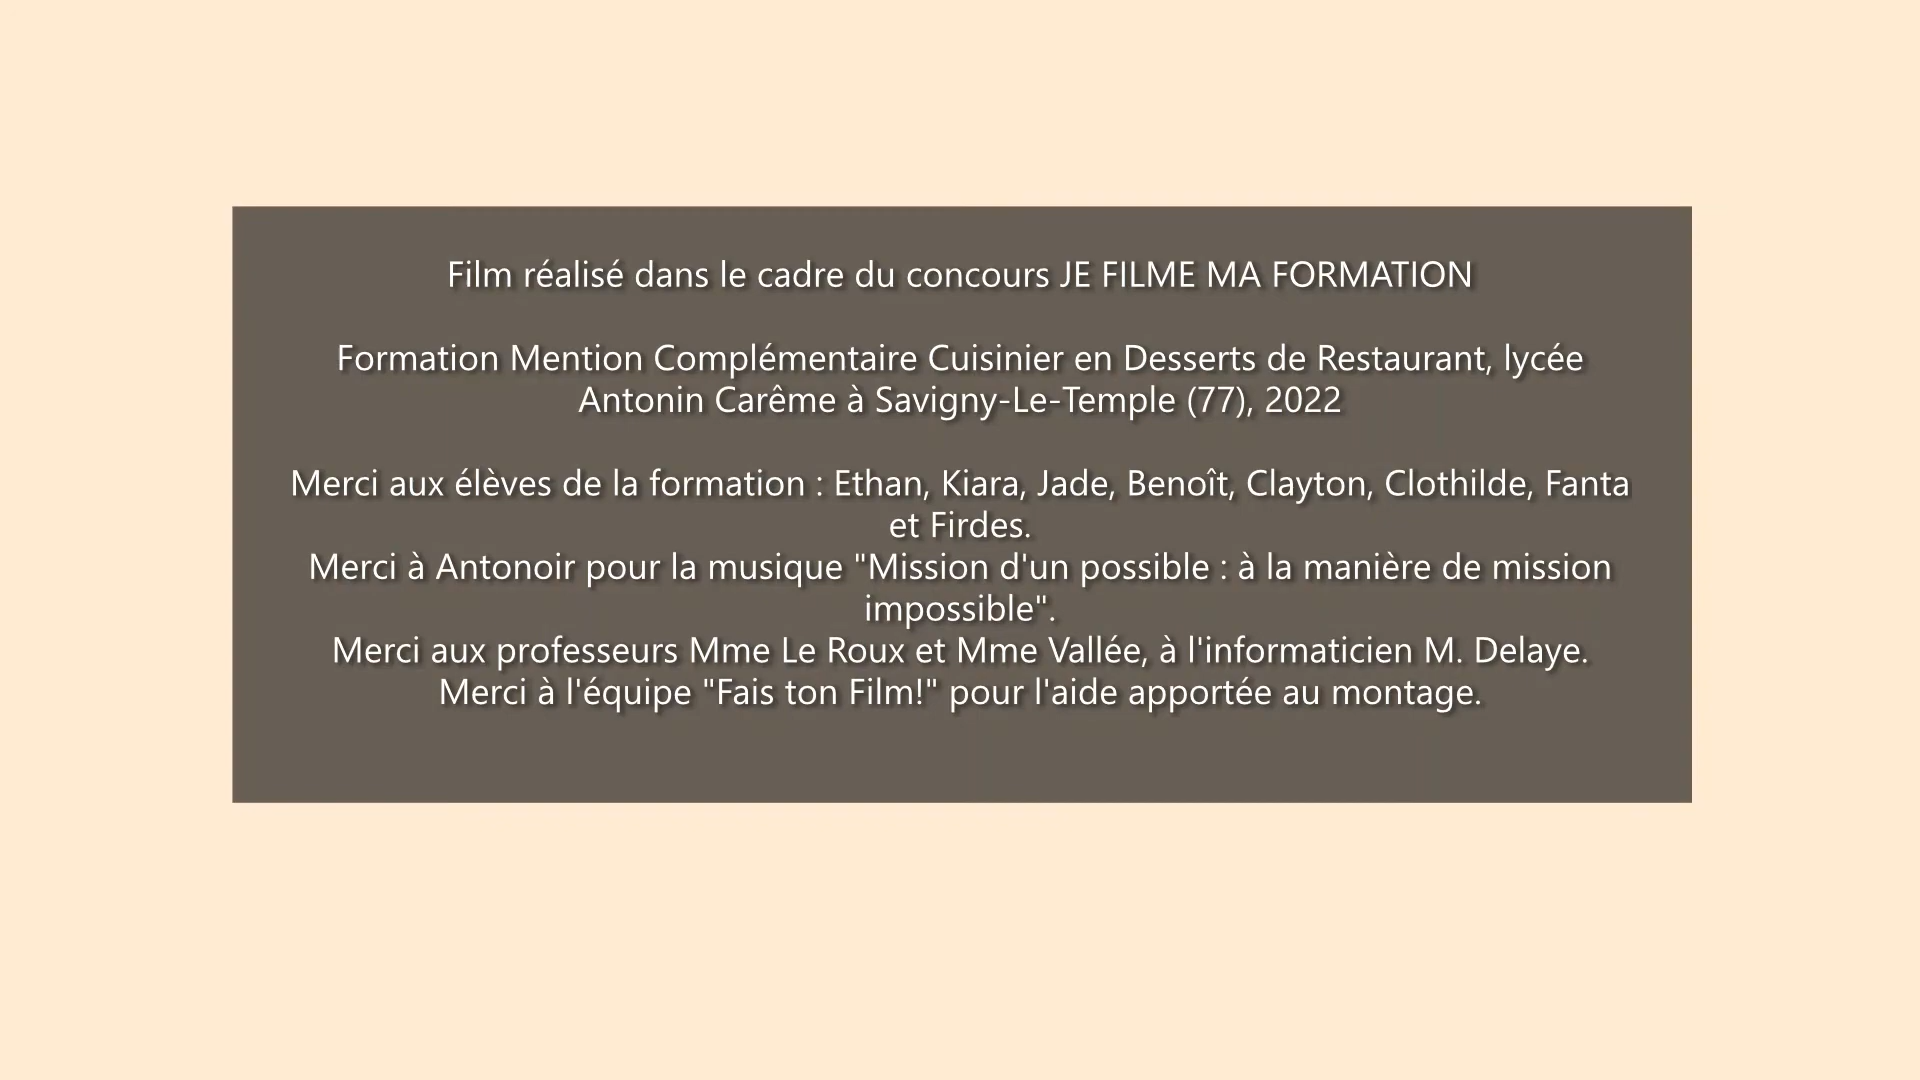 Film réalisé dans le cadre du concours JE FILME MA FORMATION
Formation Mention Complémentaire Cuisinier en Desserts de Restaurant, lycée
Antonin Carême à Savigny-Le-Temple (77), 2022
Merci aux élèves de la formation : Ethan, Kiara, Jade, Benoît, Clayton, Clothilde, Fanta
et Firdes.
Merci à Antonoir pour la musique "Mission d'un possible : à la manière de mission
impossible".
Merci aux professeurs Mme Le Roux et Mme Vallée, à l'informaticien M. Delaye.
Merci à l'équipe "Fais ton Film!" pour l'aide apportée au montage.